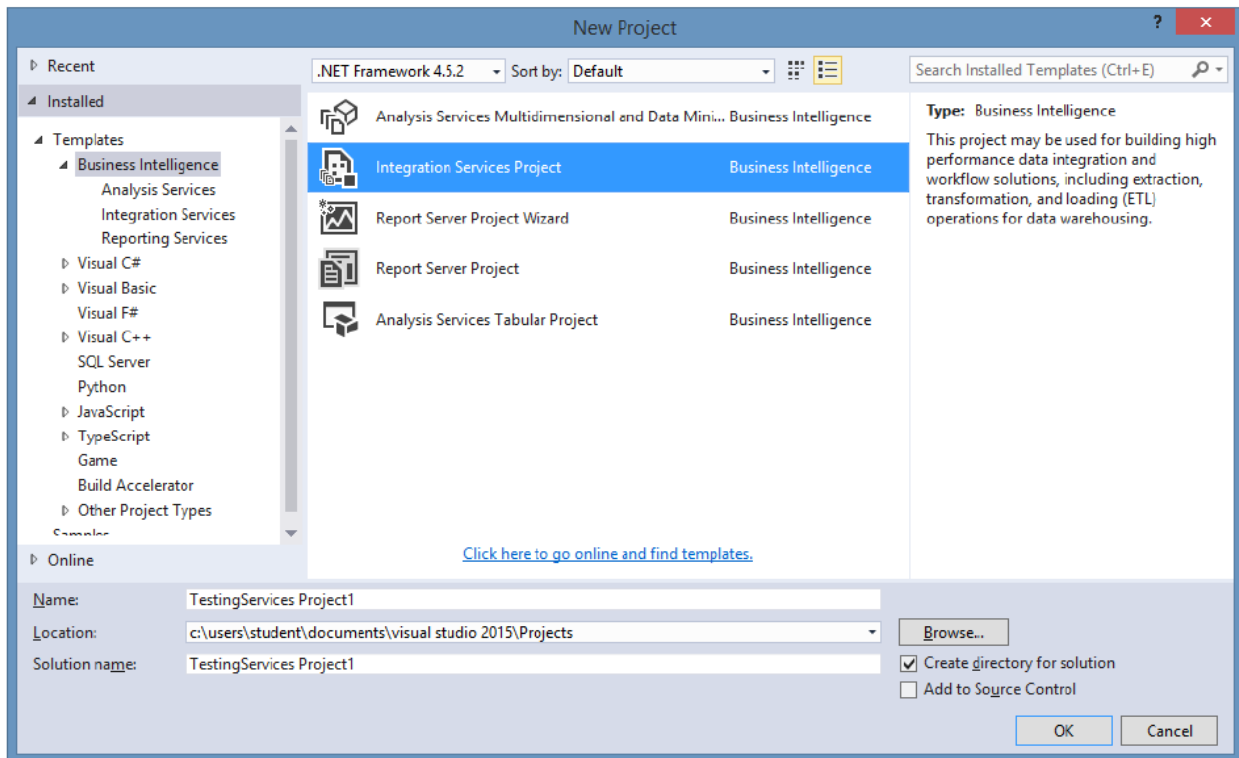 New Project
?
Recent
.NET Framework 4.5.2 Sort by: Default
Search Installed Templates (Ctrl+E)
Installed
Templates
Business Intelligence
Analysis Services
Integration Services
Reporting Services
Visual C#
Visual Basic
Visual F#
Visual C++
SQL Server
Python
JavaScript
TypeScript
Game
Build Accelerator
Other Project Types
Samples
Online
Analysis Services Multidimensional and Data Mini... Business Intelligence
Integration Services Project Business Intelligence
Report Server Project Wizard Business Intelligence
Report Server Project Business Intelligence
Analysis Services Tabular Project Business Intelligence
Click here to go online and find templates.
Type: Business Intelligence
This project may be used for building high
performance data integration and
workflow solutions, including extraction,
transformation, and loading (ETL)
operations for data warehousing.
Name: TestingServices Project1
Location: c:\users\student\documents\visual studio 2015\Projects Browse...
Solution name: TestingServices Project1
Create directory for solution
Add to Source Control
OK Cancel